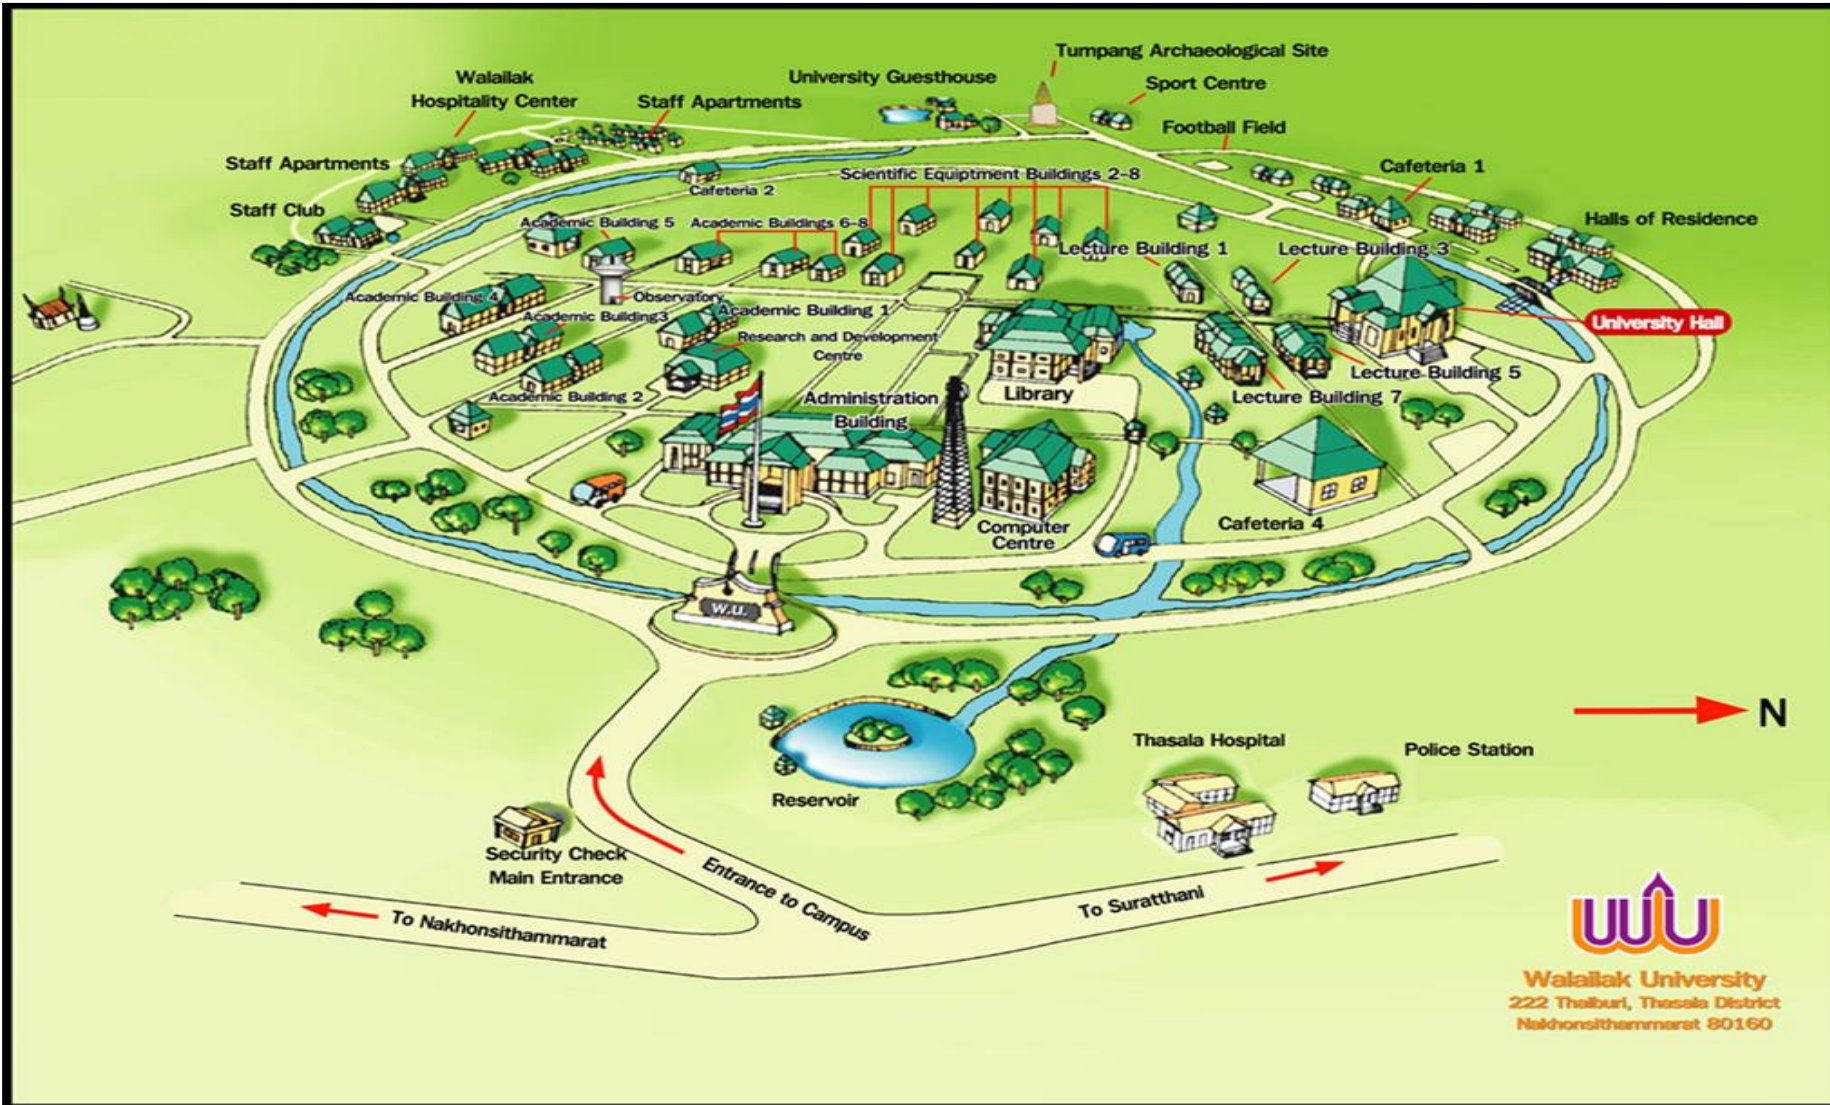 Tumpang Archaeological Site
Walailak
Hospitality Center
University Guesthouse
Sport Centre
Staff Apartments
Football Field
Staff Apartments
Cafeteria 1
Scientific Equiptment Buildings 2-8
Cafeteria 2
Staff Club
Academic Building 5
Academic Buildings 6-8
Halls of Residence
Lecture Building 1
Lecture Building 3
Academic Building 4
Observatory
Academic Building 1
Academic Building3
University Hall
Research and Development
Centre
Lecture Building 5
Academic Building 2
Administration
Building
Library
Lecture Building 7
Computer
Centre
Cafeteria 4
W.U.
N
Thasala Hospital
Police Station
Reservoir
Security Check
Main Entrance
Entrance to Campus
To Suratthani
To Nakhonsithammarat
WU
Walailak University
222 Thaiburi, Thasala District
Nakhonsithammarat 80160